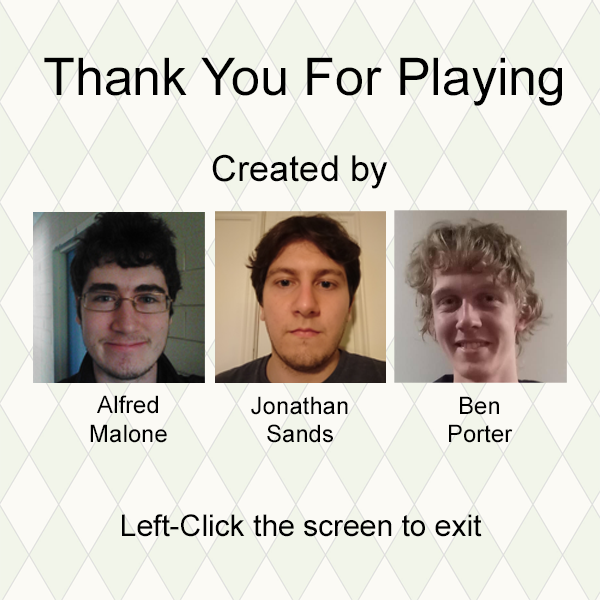 Thank You For Playing
Created by
Alfred
Malone
Jonathan
Sands
Ben
Porter
Left-Click the screen to exit